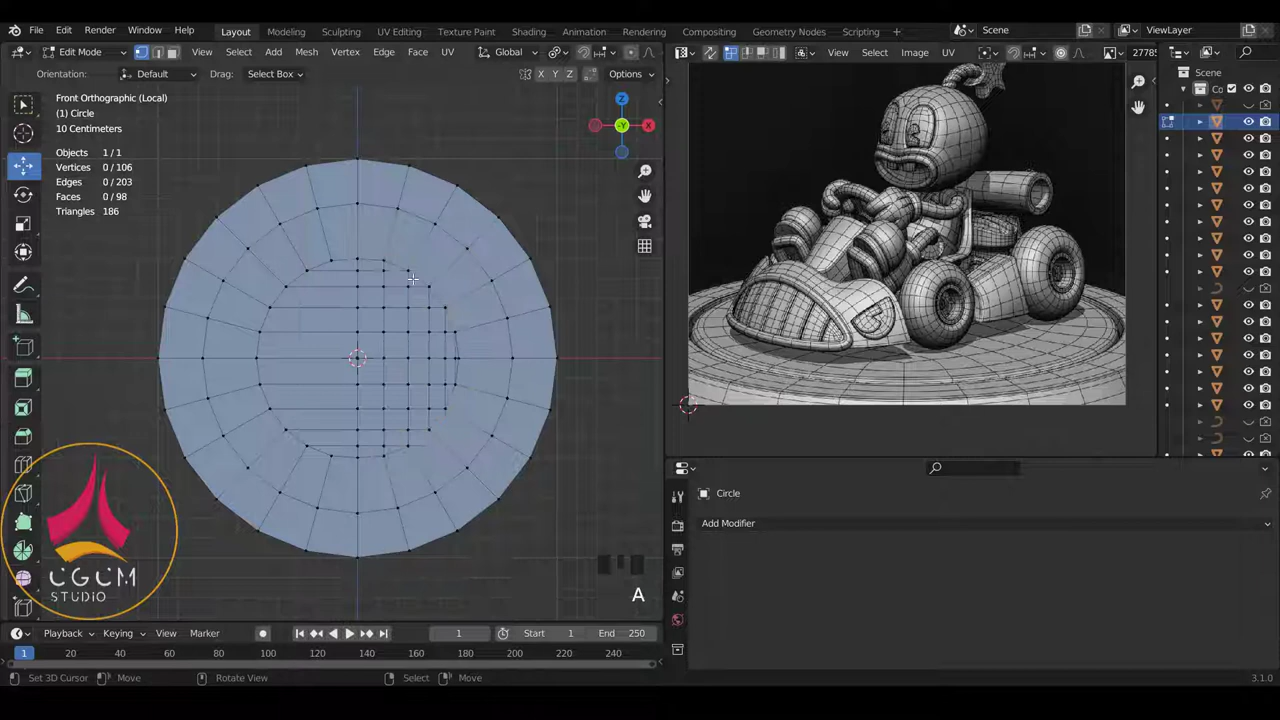 File Edit Render Window Help Layout Modeling Sculpting UV Editing Texture Paint Shading Animation Rendering Compositing Geometry Nodes Scripting Scene ViewLayer
Edit Mode View Select Add Mesh Vertex Edge Face UV Global View Select Image UV 27785
Orientation: Default Drag: Select Box X Y Z Options Scene
Front Orthographic (Local) Co
(1) Circle
10 Centimeters
Objects 1/1
Vertices 0/106
Edges 0/203
Faces 0/98
Triangles 186
Z
-Y X
Circle
Add Modifier
CGCM
STUDIO
A
Playback Keying View Marker 1 Start 1 End 250
1 20 40 60 80 100 120 140 160 180 200 220 240
Set 3D Cursor Move Rotate View Select Move 3.1.0